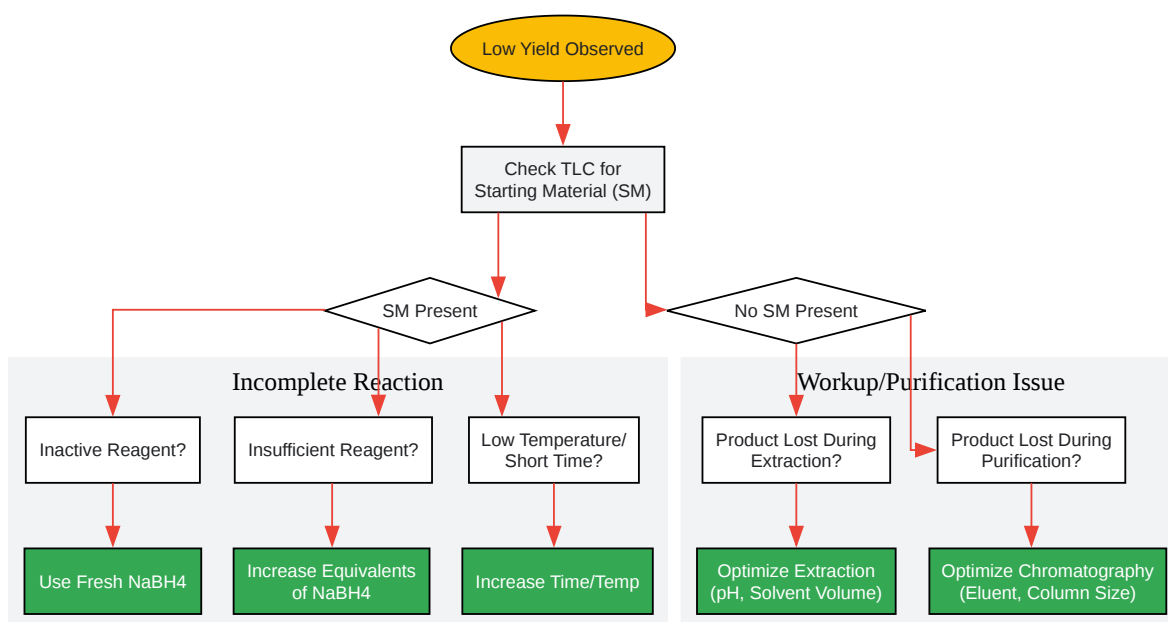 Low Yield Observed
Check TLC for
Starting Material (SM)
SM Present
No SM Present
Incomplete Reaction
Workup/Purification Issue
Inactive Reagent?
Insufficient Reagent?
Low Temperature/
Short Time?
Product Lost During
Extraction?
Product Lost During
Purification?
Use Fresh NaBH4
Increase Equivalents
of NaBH4
Increase Time/Temp
Optimize Extraction
(pH, Solvent Volume)
Optimize Chromatography
(Eluent, Column Size)